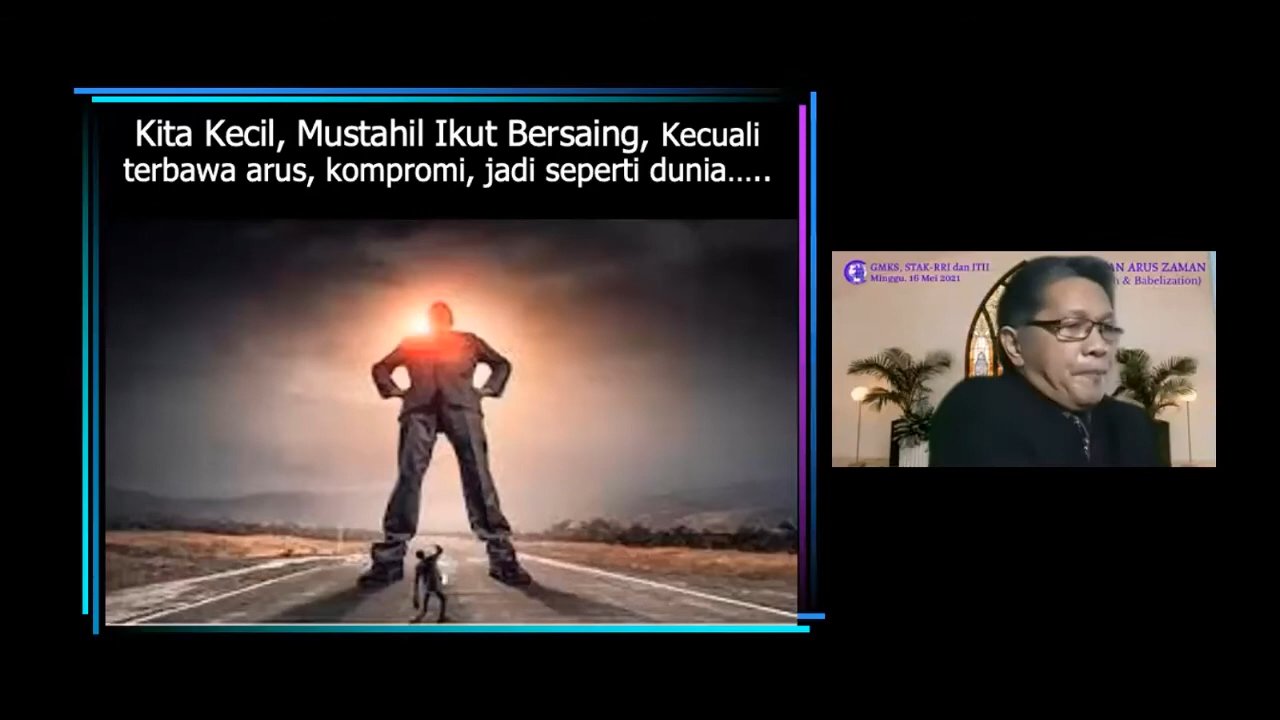 Kita Kecil, Mustahil Ikut Bersaing, Kecuali
terbawa arus, kompromi, jadi seperti dunia.....
GMKS, STAK-RRI dan ITII
Minggu, 16 Mei 2021
ARUS ZAMAN
& Babelization)